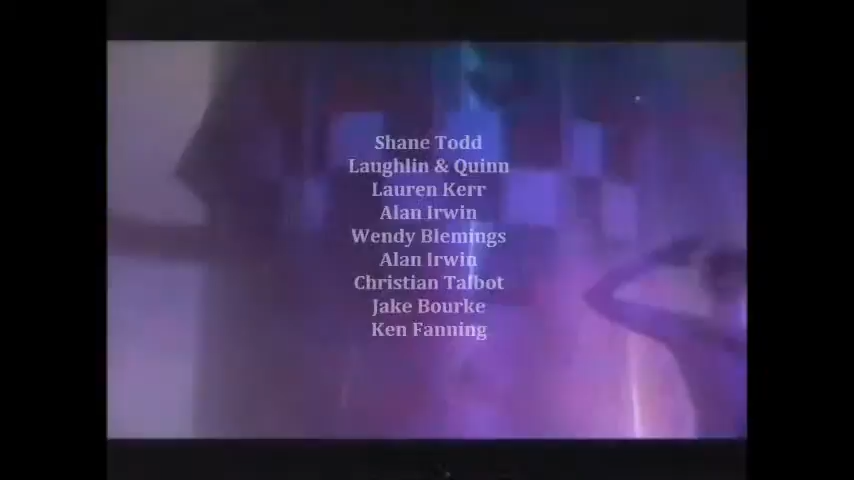 Shane Todd
Laughlin & Quinn
Lauren Kerr
Alan Irwin
Wendy Blemings
Alan Irwin
Christian Talbot
Jake Bourke
Ken Fanning